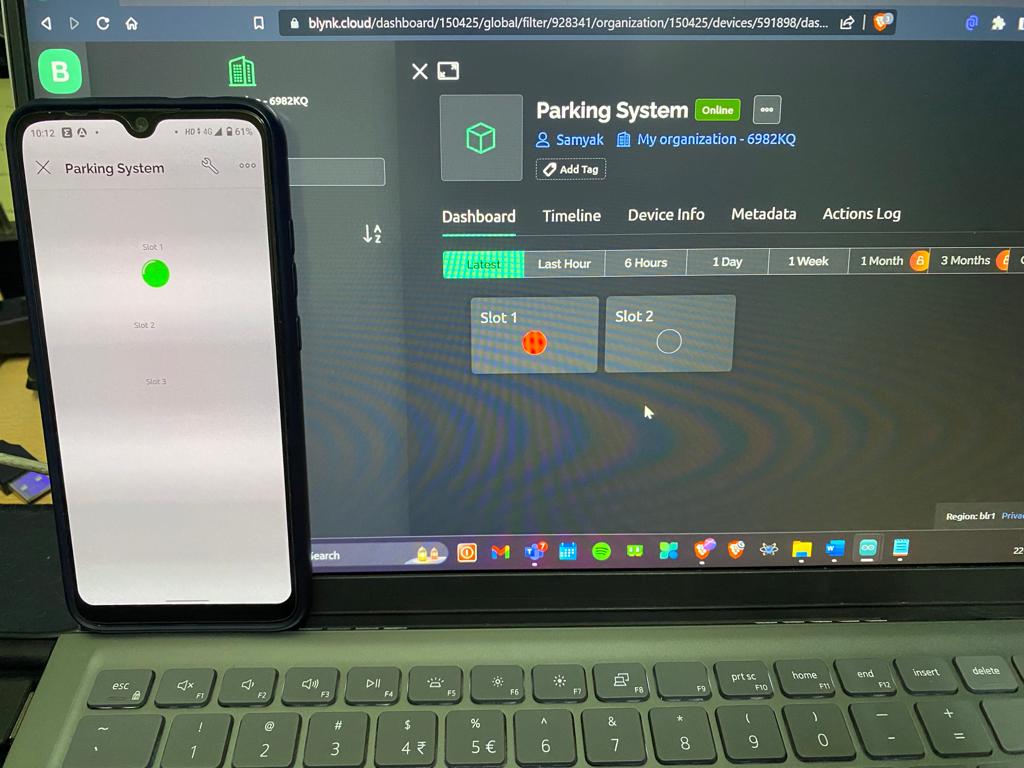 blynk.cloud/dashboard/150425/global/filter/928341/organization/150425/devices/591898/das...
B
- 6982KQ
Parking System Online
Samyak My organization - 6982KQ
Add Tag
Dashboard Timeline Device Info Metadata Actions Log
Latest Last Hour 6 Hours 1 Day 1 Week 1 Month 3 Months
Slot 1
Slot 2
Region: blr1 Priva
earch
22
10:12 HD 4G 61%
Parking System
Slot 1
Slot 2
Slot 3
esc F1 F2 F3 F4 F5 F6 F7 F8 F9 prt sc F10 home F11 end F12 insert delete
~ ! @ # $ % ^ & * ( ) — +
` 1 2 3 4 ₹ 5 € 6 7 8 9 0 - =